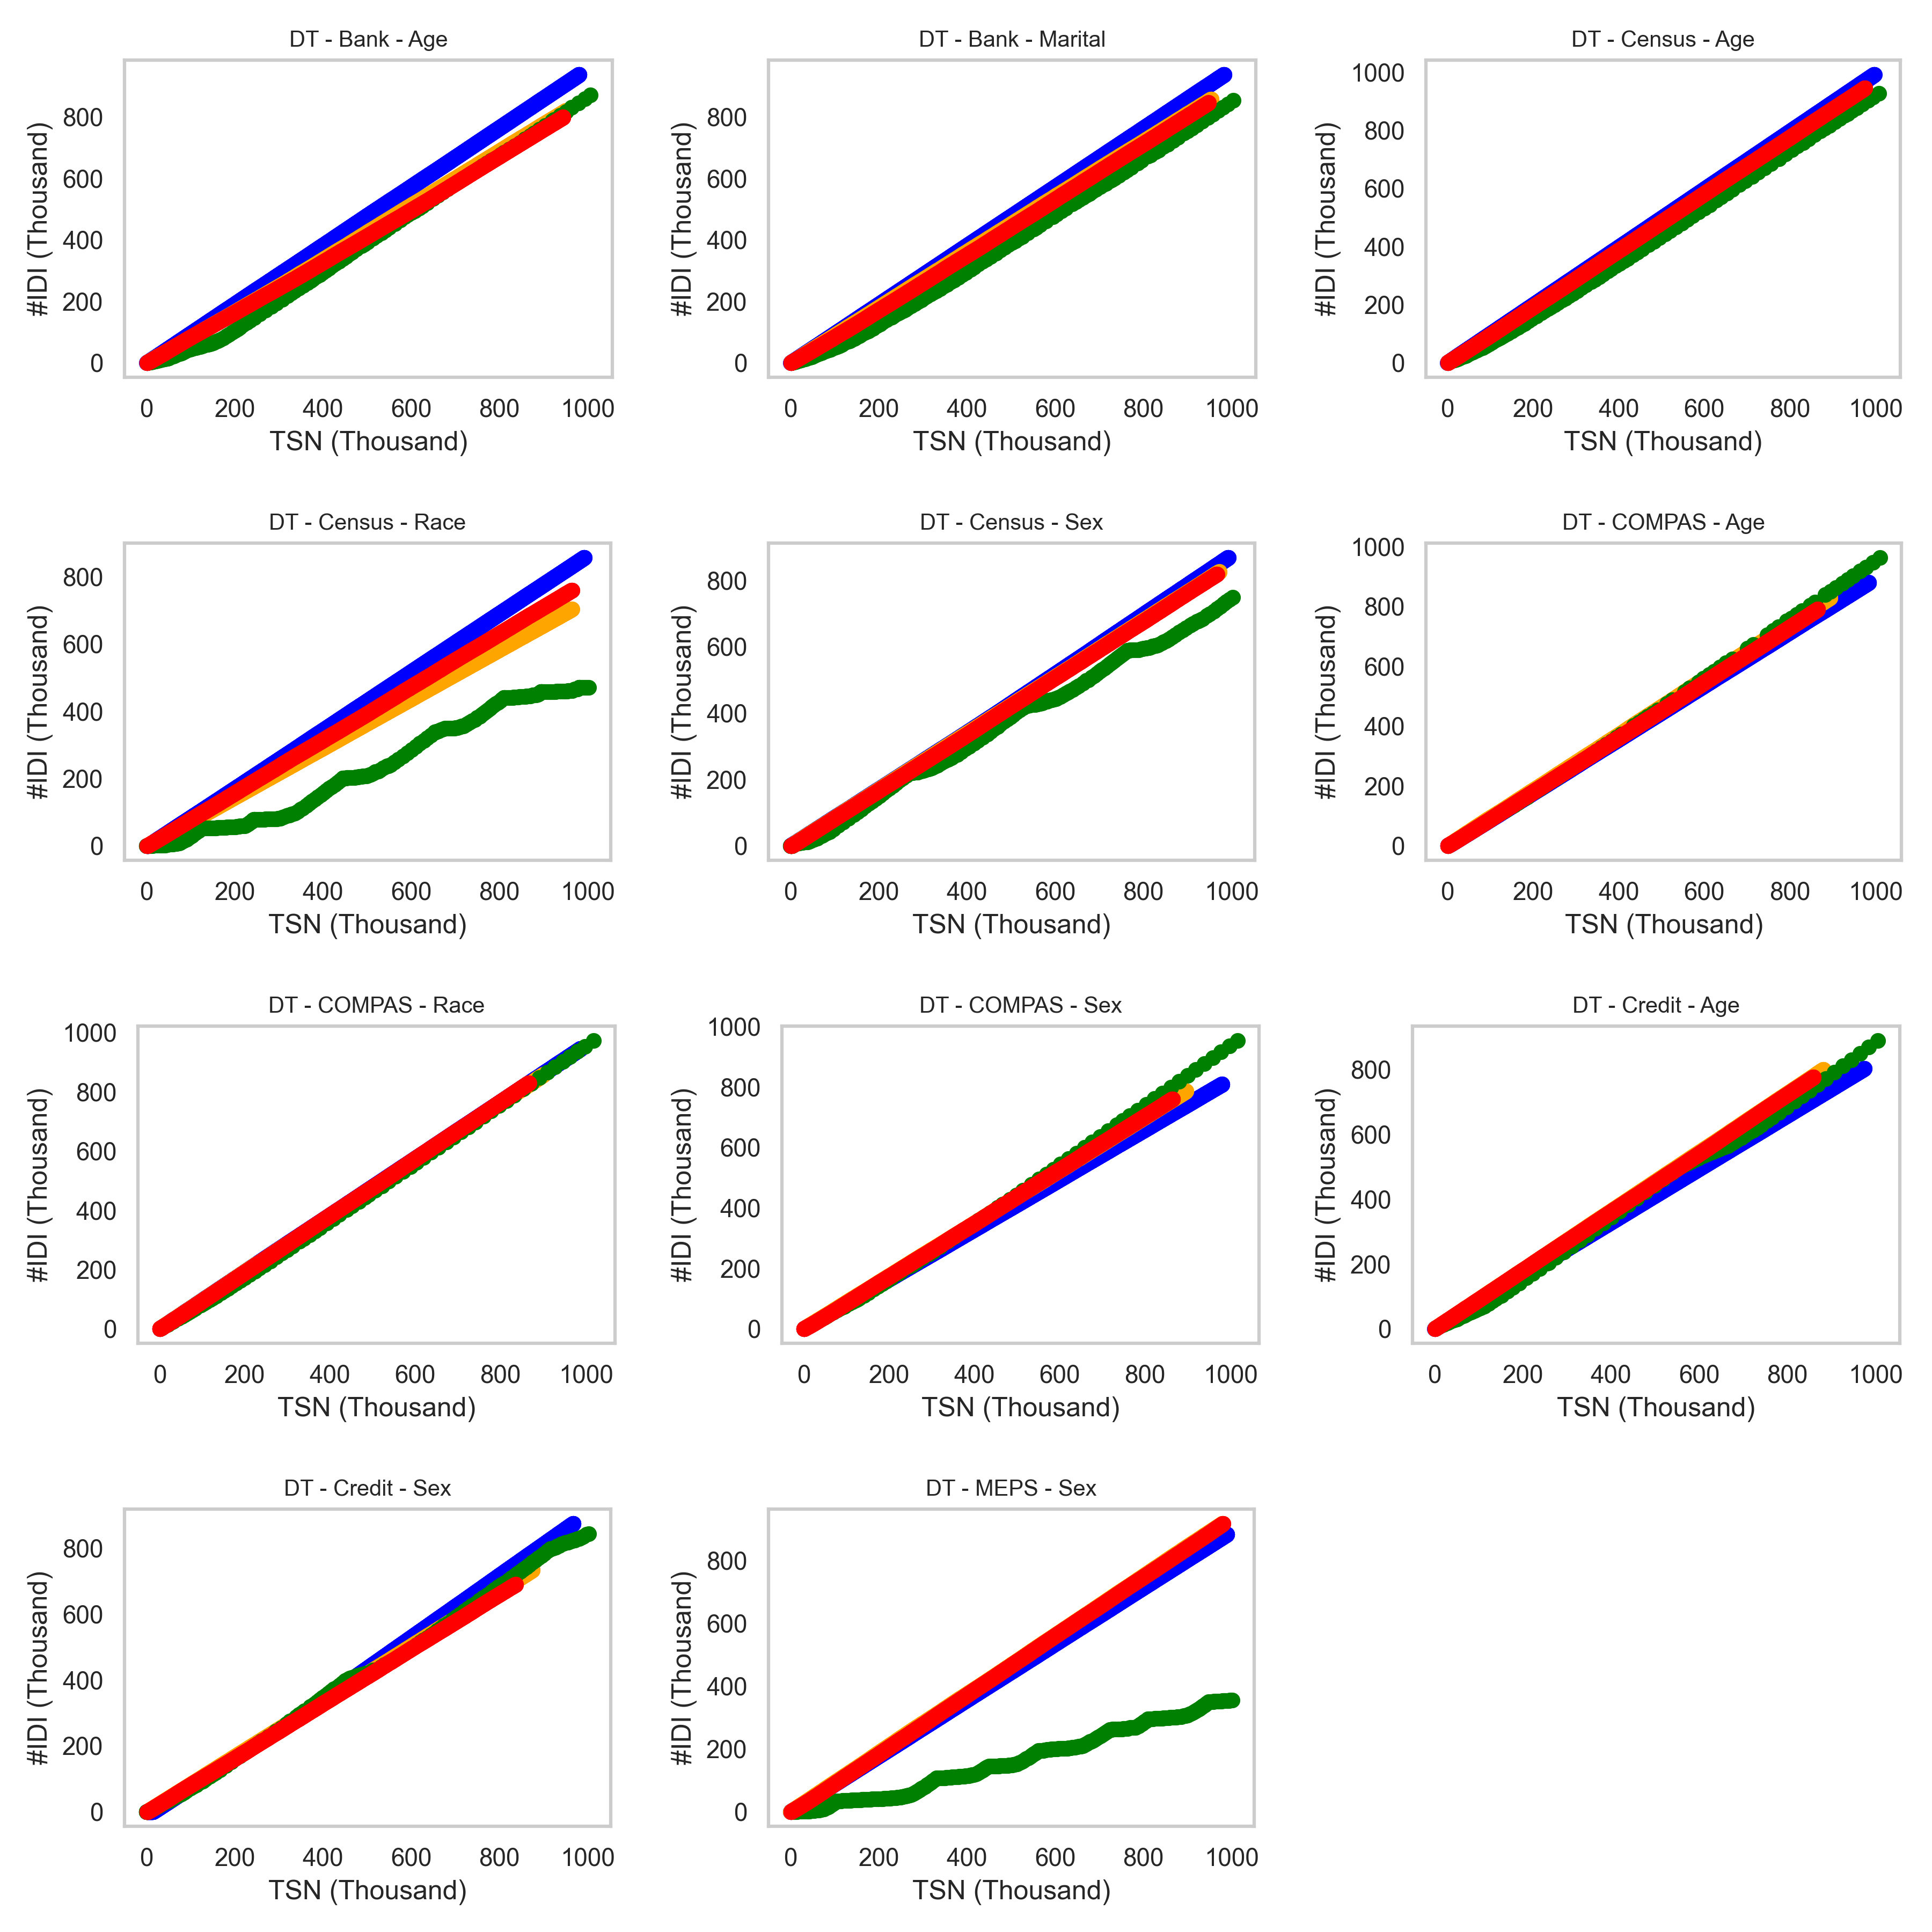 DT - Bank - Age
#IDI (Thousand)
800
600
400
200
0
0 200 400 600 800 1000
TSN (Thousand)
DT - Bank - Marital
#IDI (Thousand)
800
600
400
200
0
0 200 400 600 800 1000
TSN (Thousand)
DT - Census - Age
#IDI (Thousand)
1000
800
600
400
200
0
0 200 400 600 800 1000
TSN (Thousand)
DT - Census - Race
#IDI (Thousand)
800
600
400
200
0
0 200 400 600 800 1000
TSN (Thousand)
DT - Census - Sex
#IDI (Thousand)
800
600
400
200
0
0 200 400 600 800 1000
TSN (Thousand)
DT - COMPAS - Age
#IDI (Thousand)
1000
800
600
400
200
0
0 200 400 600 800 1000
TSN (Thousand)
DT - COMPAS - Race
#IDI (Thousand)
1000
800
600
400
200
0
0 200 400 600 800 1000
TSN (Thousand)
DT - COMPAS - Sex
#IDI (Thousand)
1000
800
600
400
200
0
0 200 400 600 800 1000
TSN (Thousand)
DT - Credit - Age
#IDI (Thousand)
800
600
400
200
0
0 200 400 600 800 1000
TSN (Thousand)
DT - Credit - Sex
#IDI (Thousand)
800
600
400
200
0
0 200 400 600 800 1000
TSN (Thousand)
DT - MEPS - Sex
#IDI (Thousand)
800
600
400
200
0
0 200 400 600 800 1000
TSN (Thousand)